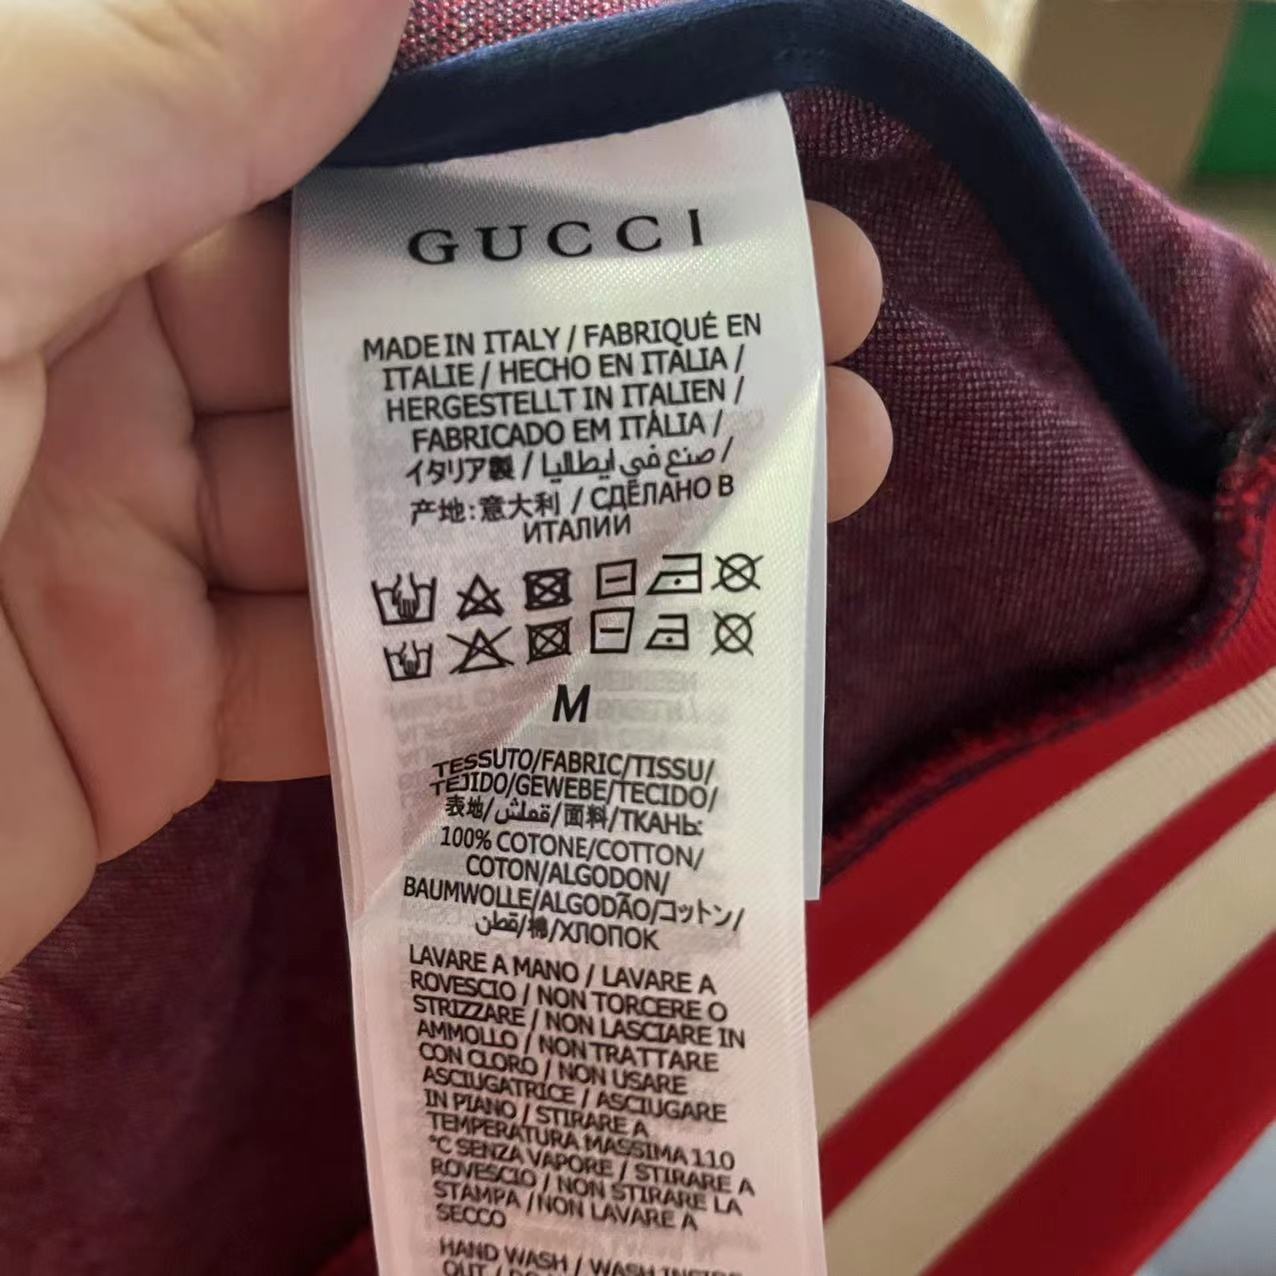 GUCCI
MADE IN ITALY / FABRIQUÉ EN
ITALIE / HECHO EN ITALIA /
HERGESTELLT IN ITALIEN /
FABRICADO EM ITÀLIA /
イタリア製 / صنع في ايطاليا /
产地:意大利 / СДЕЛАНО В
ИТАЛИИ
M
TESSUTO/FABRIC/TISSU/
TEJIDO/GEWEBE/TECIDO/
表地/قماش/面料/ТКАНЬ:
100% COTONE/COTTON/
COTON/ALGODON/
BAUMWOLLE/ALGODÃO/コットン/
قطن/棉/ХЛОПОК
LAVARE A MANO / LAVARE A
ROVESCIO / NON TORCERE O
STRIZZARE / NON LASCIARE IN
AMMOLLO / NON TRATTARE
CON CLORO / NON USARE
ASCIUGATRICE / ASCIUGARE
IN PIANO / STIRARE A
TEMPERATURA MASSIMA 110
°C SENZA VAPORE / STIRARE A
ROVESCIO / NON STIRARE LA
STAMPA /NON LAVARE A
SECCO
HAND WASH / WASH INSIDE
OUT /